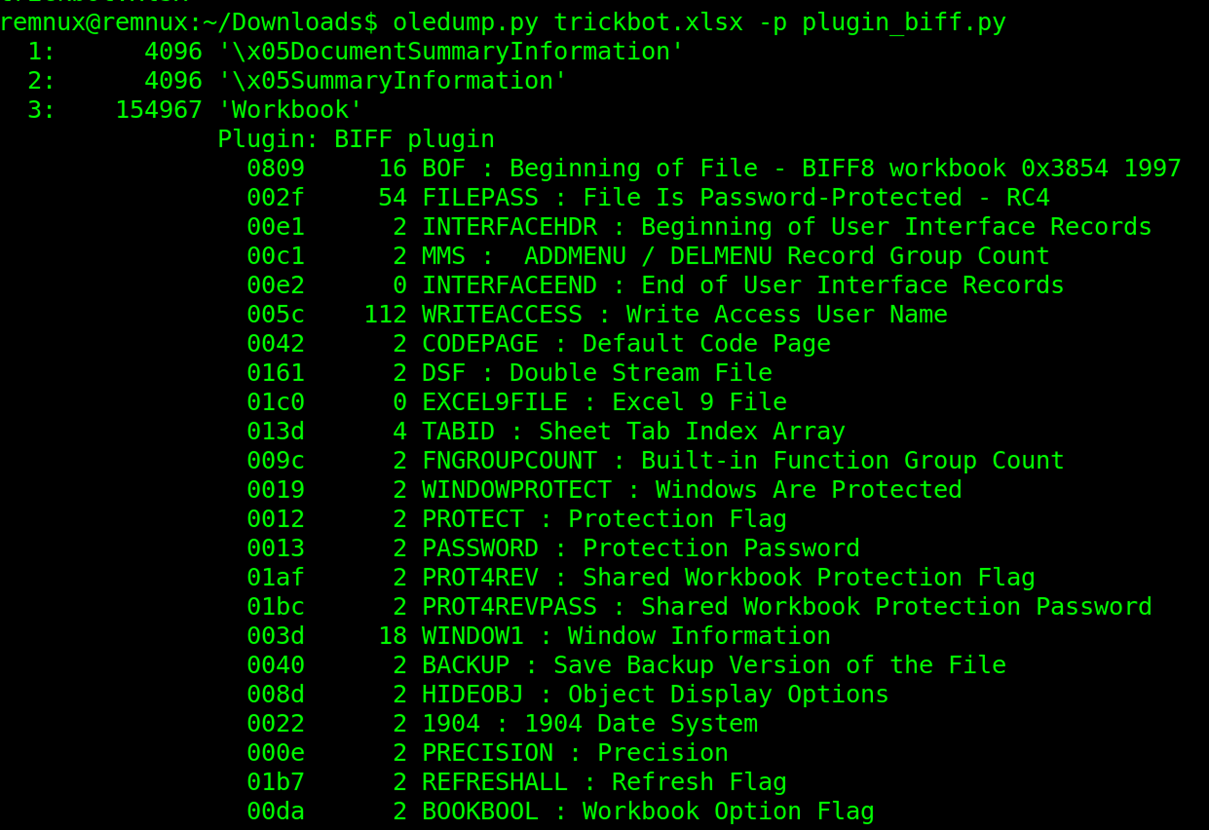 remnux@remnux:~/Downloads$ oledump.py trickbot.xlsx -p plugin_biff.py
1: 4096 '\x05DocumentSummaryInformation'
2: 4096 '\x05SummaryInformation'
3: 154967 'Workbook'
Plugin: BIFF plugin
0809 16 BOF : Beginning of File - BIFF8 workbook 0x3854 1997
002f 54 FILEPASS : File Is Password-Protected - RC4
00e1 2 INTERFACEHDR : Beginning of User Interface Records
00c1 2 MMS :  ADDMENU / DELMENU Record Group Count
00e2 0 INTERFACEEND : End of User Interface Records
005c 112 WRITEACCESS : Write Access User Name
0042 2 CODEPAGE : Default Code Page
0161 2 DSF : Double Stream File
01c0 0 EXCEL9FILE : Excel 9 File
013d 4 TABID : Sheet Tab Index Array
009c 2 FNGROUPCOUNT : Built-in Function Group Count
0019 2 WINDOWPROTECT : Windows Are Protected
0012 2 PROTECT : Protection Flag
0013 2 PASSWORD : Protection Password
01af 2 PROT4REV : Shared Workbook Protection Flag
01bc 2 PROT4REVPASS : Shared Workbook Protection Password
003d 18 WINDOW1 : Window Information
0040 2 BACKUP : Save Backup Version of the File
008d 2 HIDEOBJ : Object Display Options
0022 2 1904 : 1904 Date System
000e 2 PRECISION : Precision
01b7 2 REFRESHALL : Refresh Flag
00da 2 BOOKBOOL : Workbook Option Flag